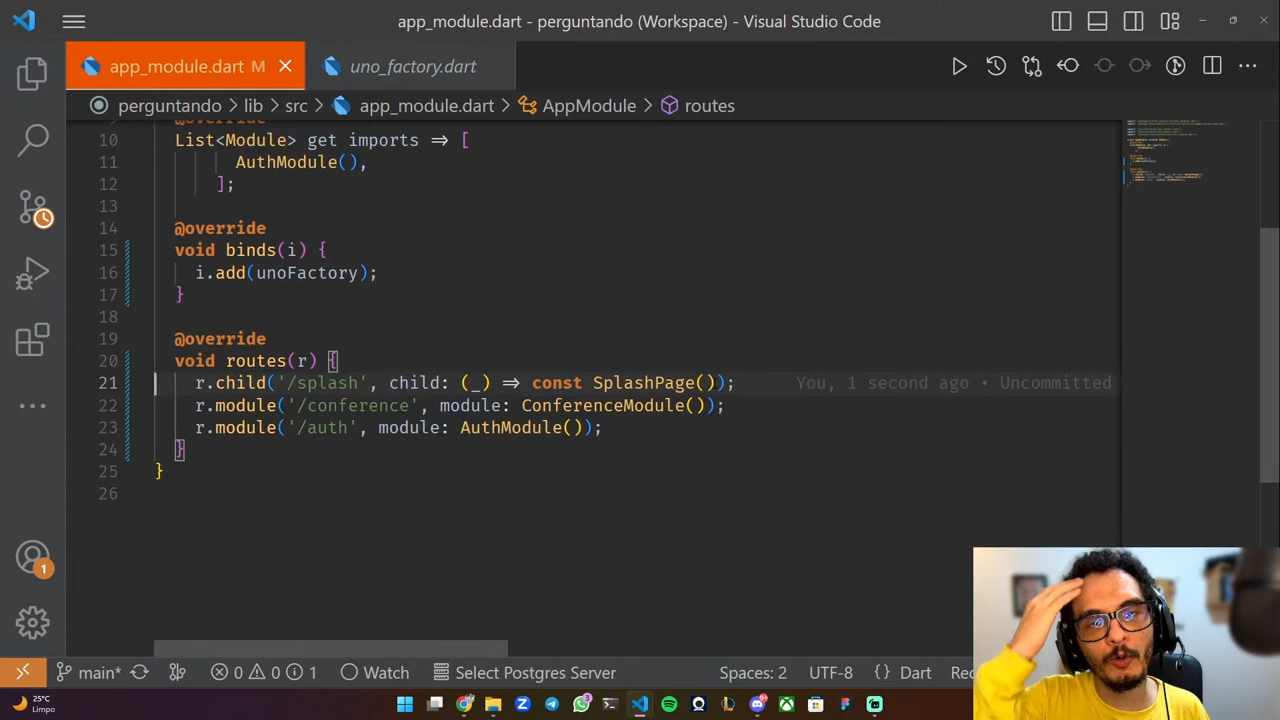 app_module.dart - perguntando (Workspace) - Visual Studio Code
app_module.dart M
uno_factory.dart
perguntando > lib > src > app_module.dart > AppModule > routes
@override
10 List<Module> get imports => [
11 AuthModule(),
12 ];
13
14 @override
15 void binds(i) {
16 i.add(unoFactory);
17 }
18
19 @override
20 void routes(r) {
21 r.child('/splash', child: (_) => const SplashPage()); You, 1 second ago • Uncommitted
22 r.module('/conference', module: ConferenceModule());
23 r.module('/auth', module: AuthModule());
24 }
25 }
26
1
main* 0 0 1 Watch Select Postgres Server Spaces: 2 UTF-8 {} Dart
25°C
Limpo